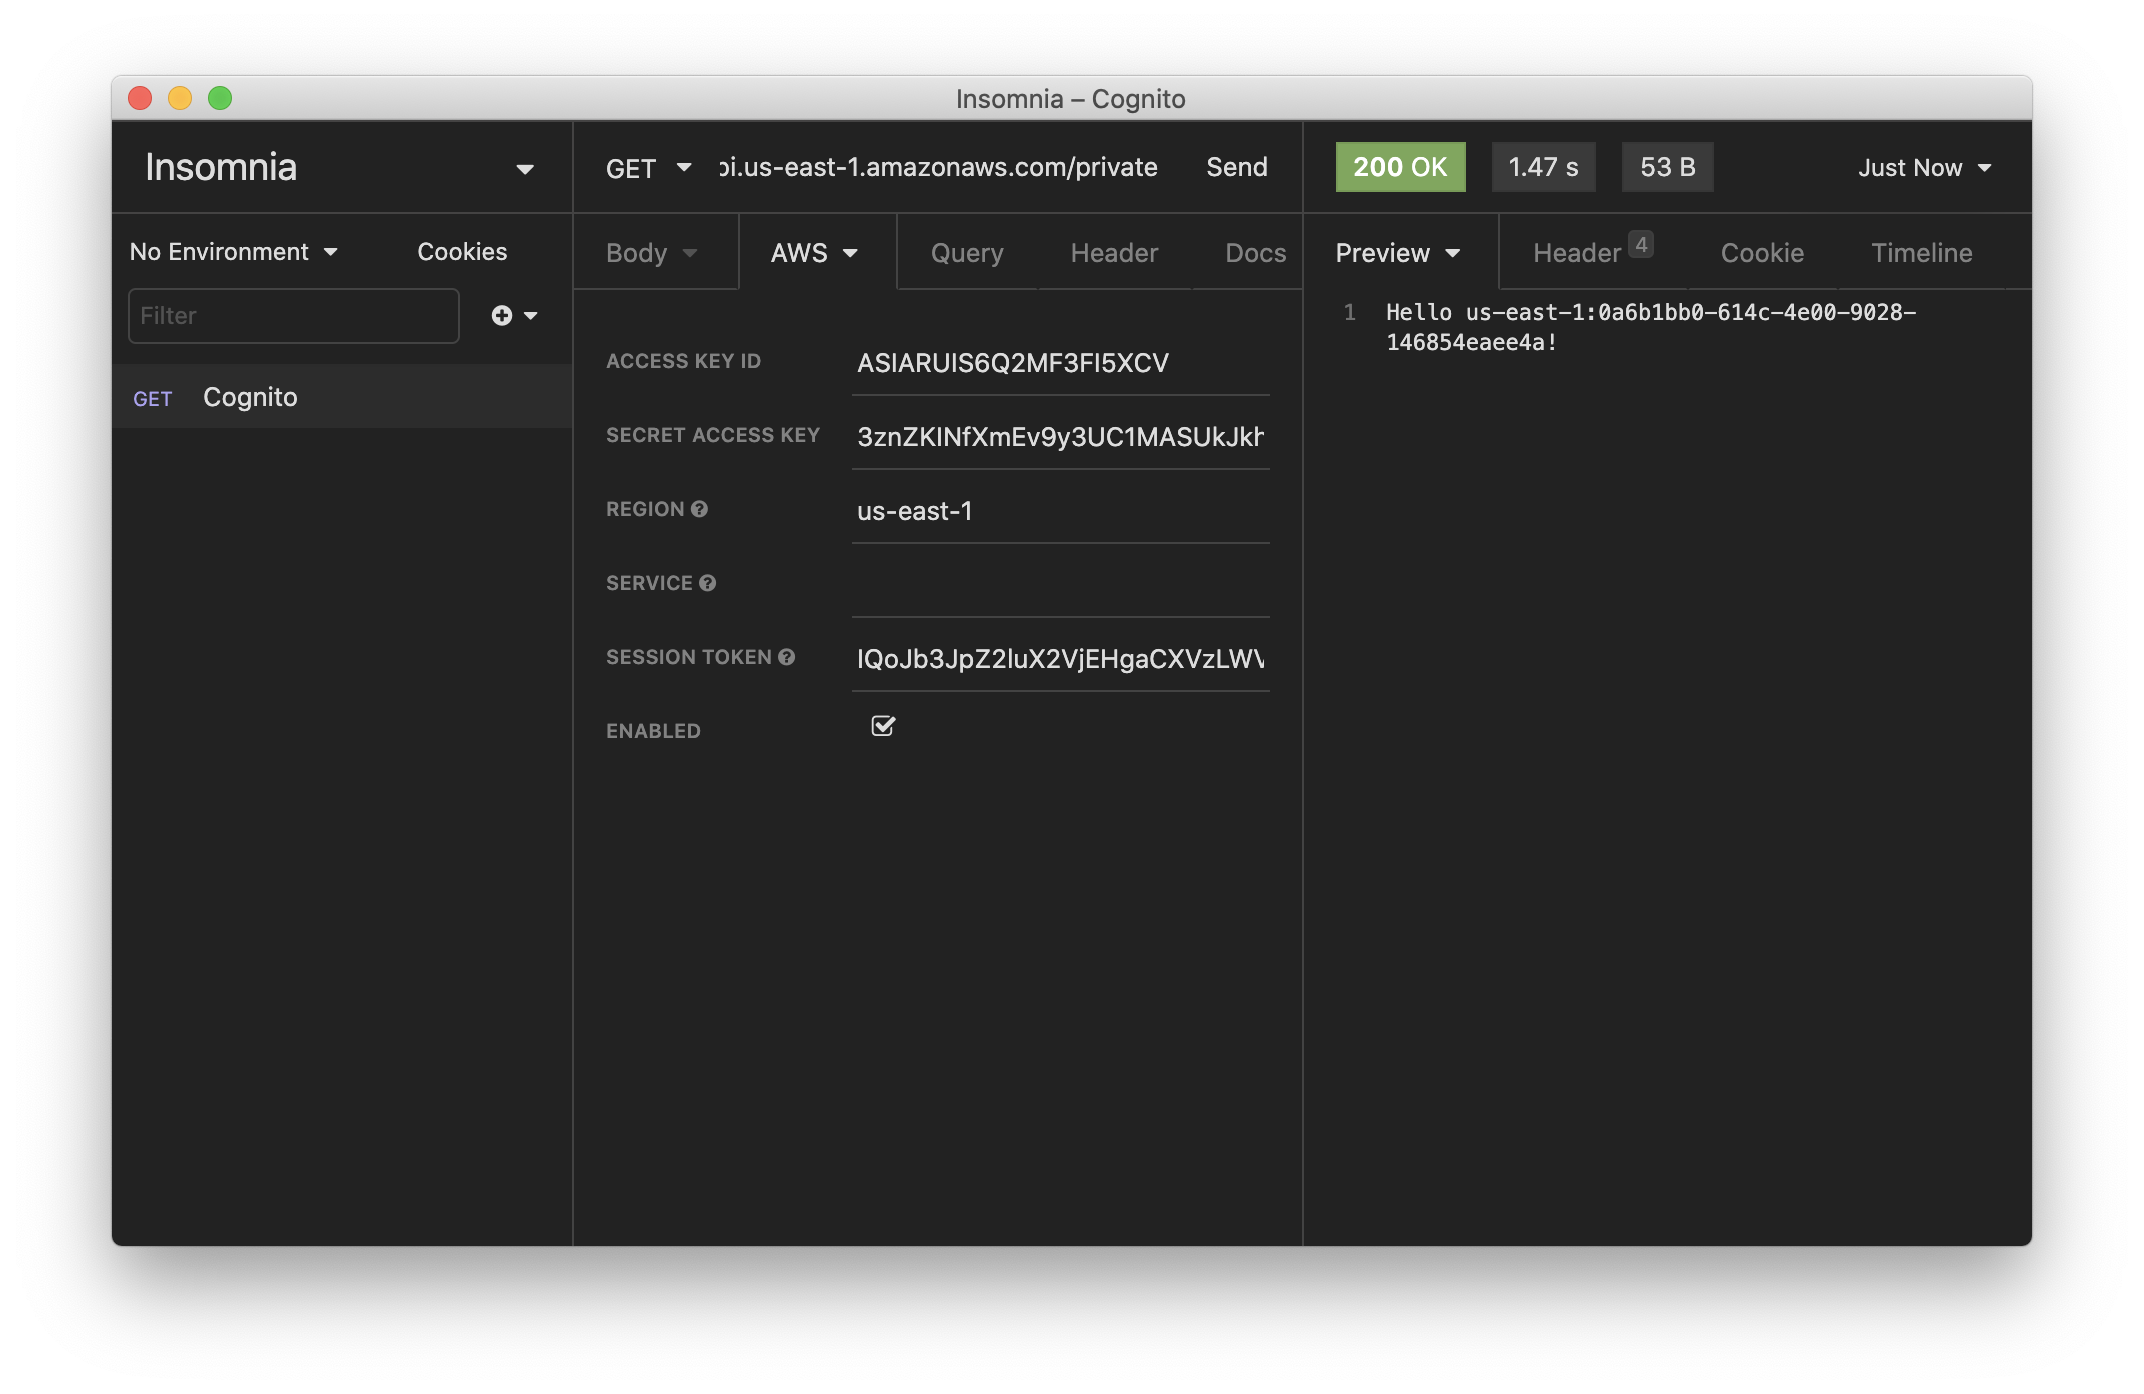 Insomnia – Cognito
Insomnia
GET
pi.us-east-1.amazonaws.com/private
Send
200 OK
1.47 s
53 B
Just Now
No Environment
Cookies
Body
AWS
Query
Header
Docs
Preview
Header 4
Cookie
Timeline
Filter
GET Cognito
ACCESS KEY ID ASIARUIS6Q2MF3FI5XCV
SECRET ACCESS KEY 3znZKINfXmEv9y3UC1MASUkJkh
REGION us-east-1
SERVICE
SESSION TOKEN IQoJb3JpZ2luX2VjEHgaCXVzLWV
ENABLED
1 Hello us-east-1:0a6b1bb0-614c-4e00-9028-
146854eaee4a!